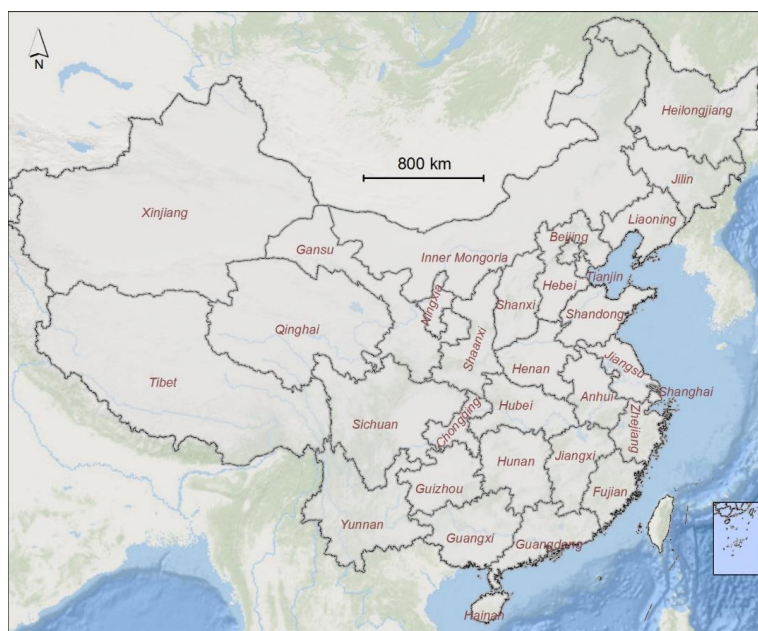 N
Heilongjiang
800 km
Jilin
Xinjiang
Liaoning
Beijing
Gansu
Inner Mongoria
Tianjin
Hebei
Ningxia
Shanxi
Shandong
Qinghai
Shaanxi
Jiangsu
Henan
Tibet
Anhui
Shanghai
Hubei
Chongqing
Sichuan
Zhejiang
Hunan
Jiangxi
Guizhou
Fujian
Yunnan
Guangxi
Guangdong
Hainan